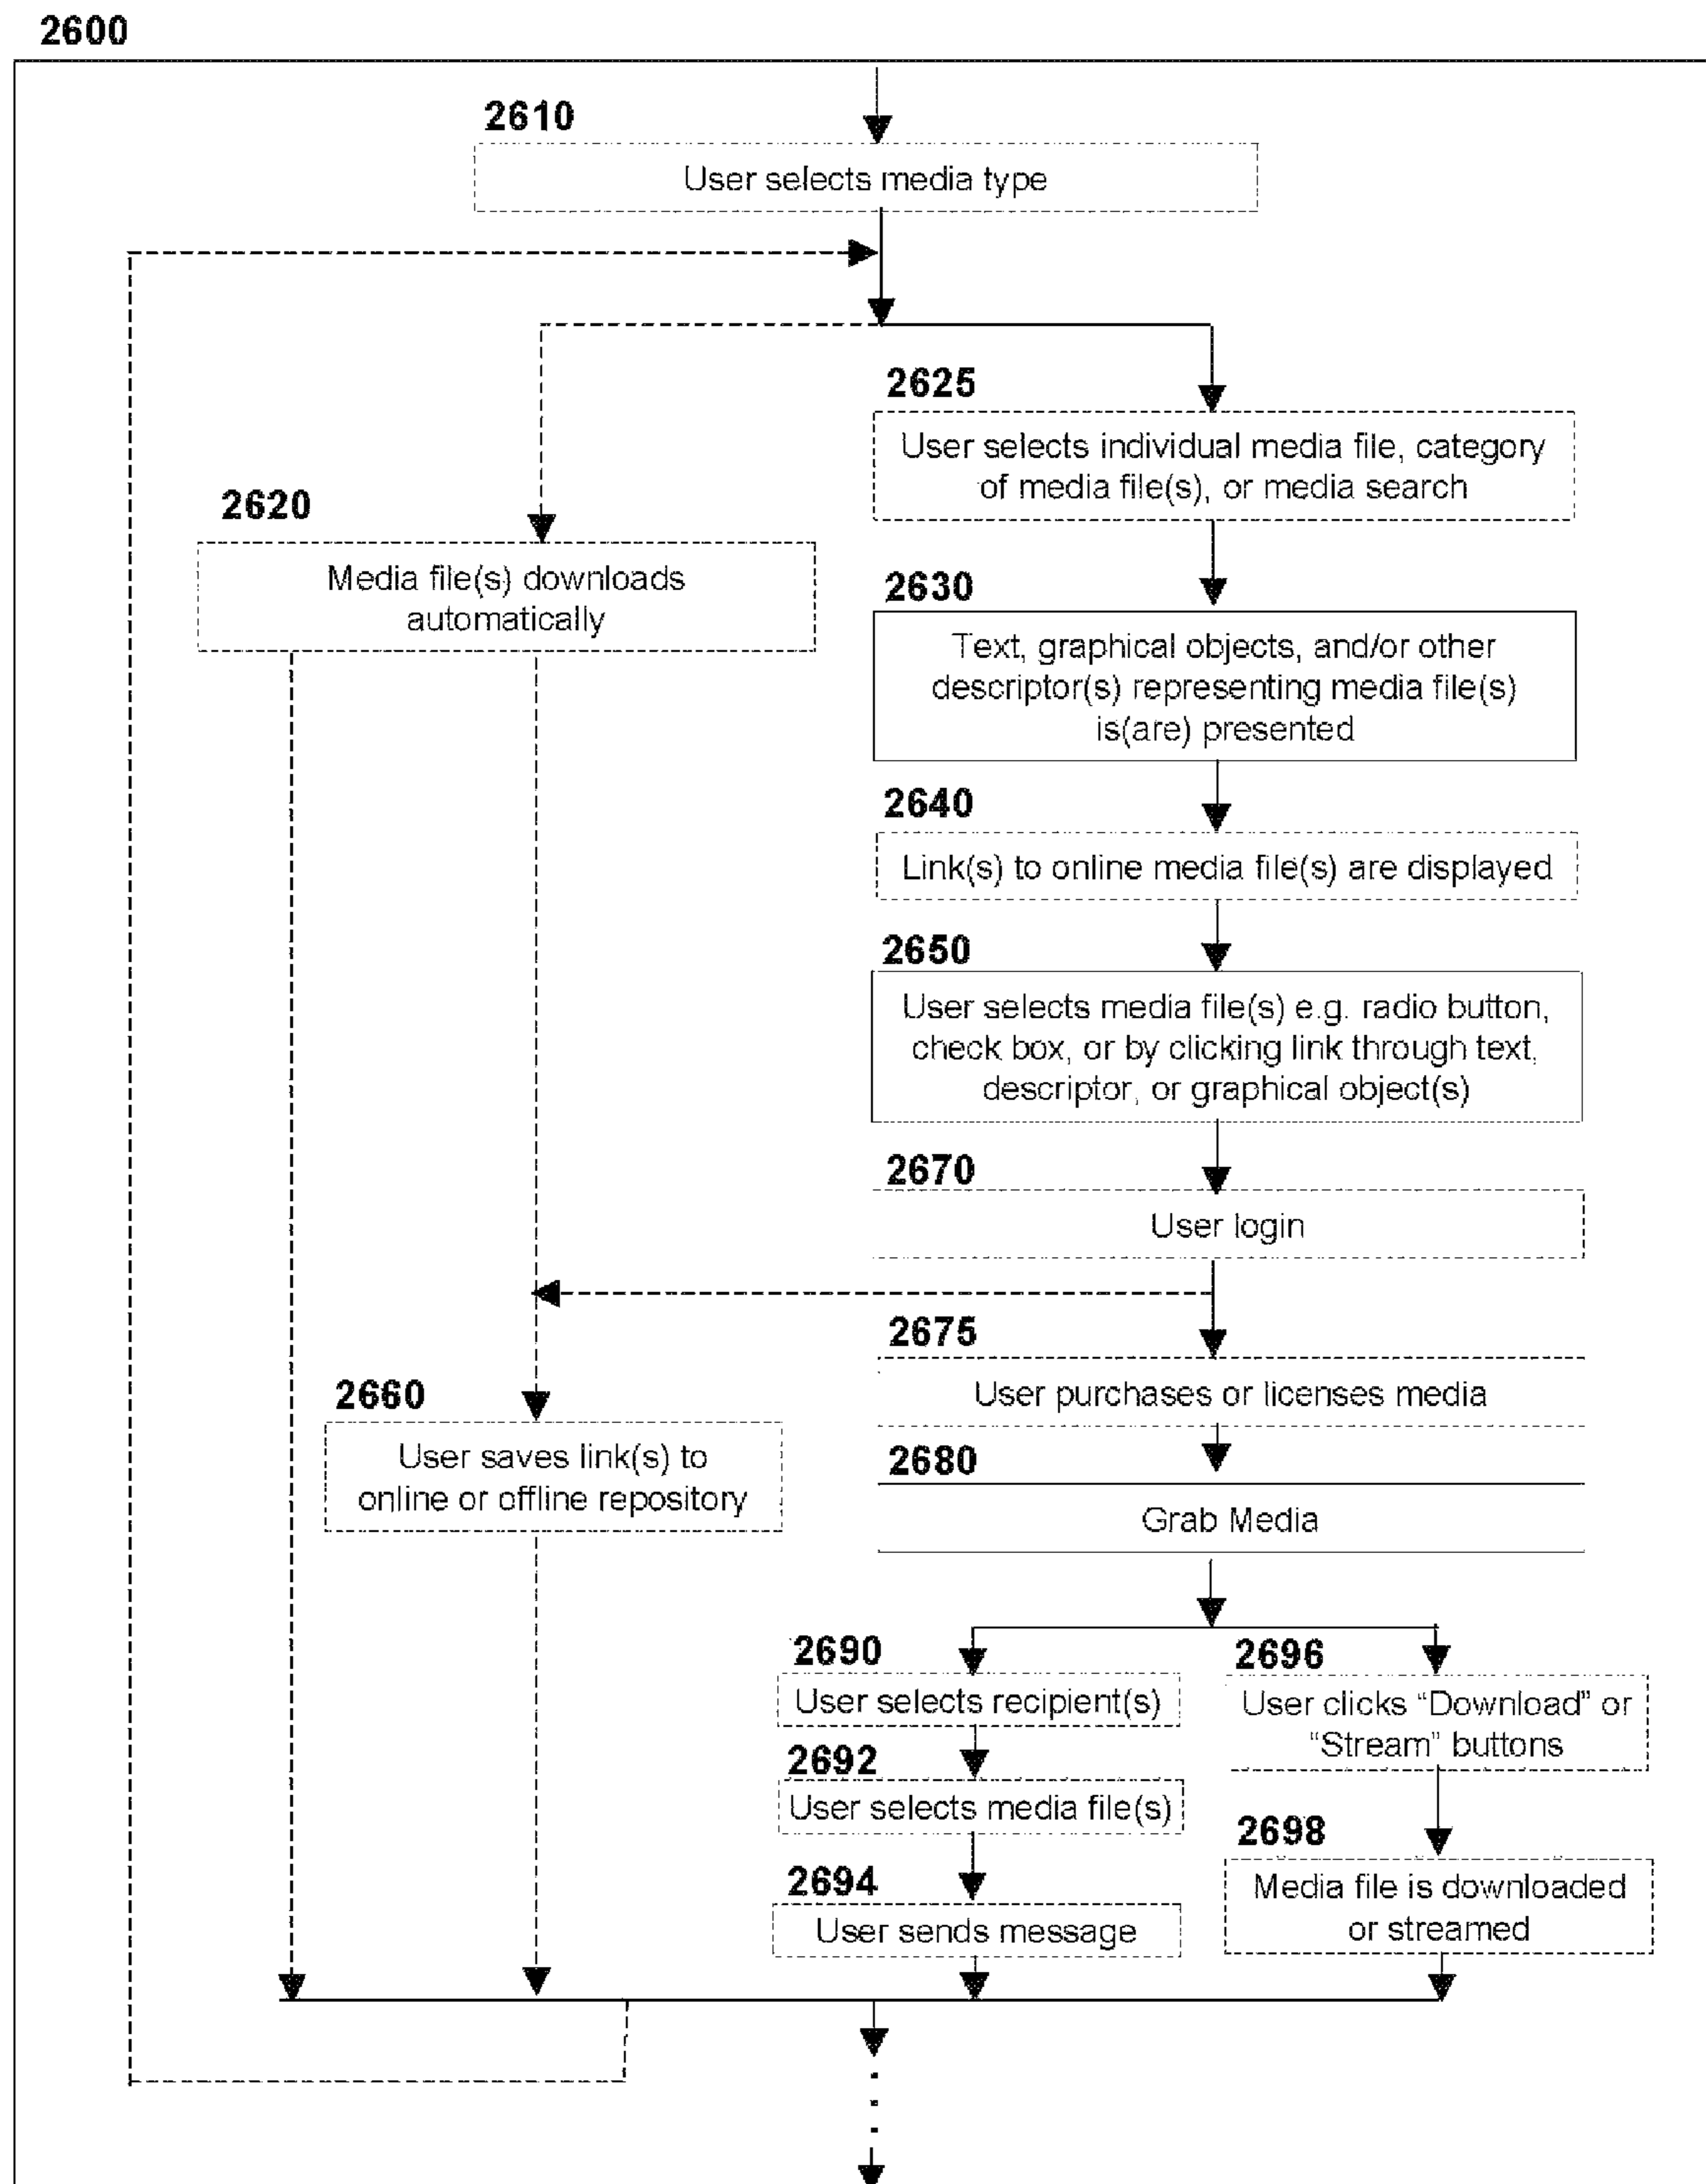 2600
2610
User selects media type
2625
User selects individual media file, category
of media file(s), or media search
2620
Media file(s) downloads
automatically
2630
Text, graphical objects, and/or other
descriptor(s) representing media file(s)
is(are) presented
2640
Link(s) to online media file(s) are displayed
2650
User selects media file(s) e.g. radio button,
check box, or by clicking link through text,
descriptor, or graphical object(s)
2670
User login
2675
User purchases or licenses media
2660
User saves link(s) to
online or offline repository
2680
Grab Media
2690
User selects recipient(s)
2692
User selects media file(s)
2694
User sends message
2696
User clicks “Download” or
“Stream” buttons
2698
Media file is downloaded
or streamed